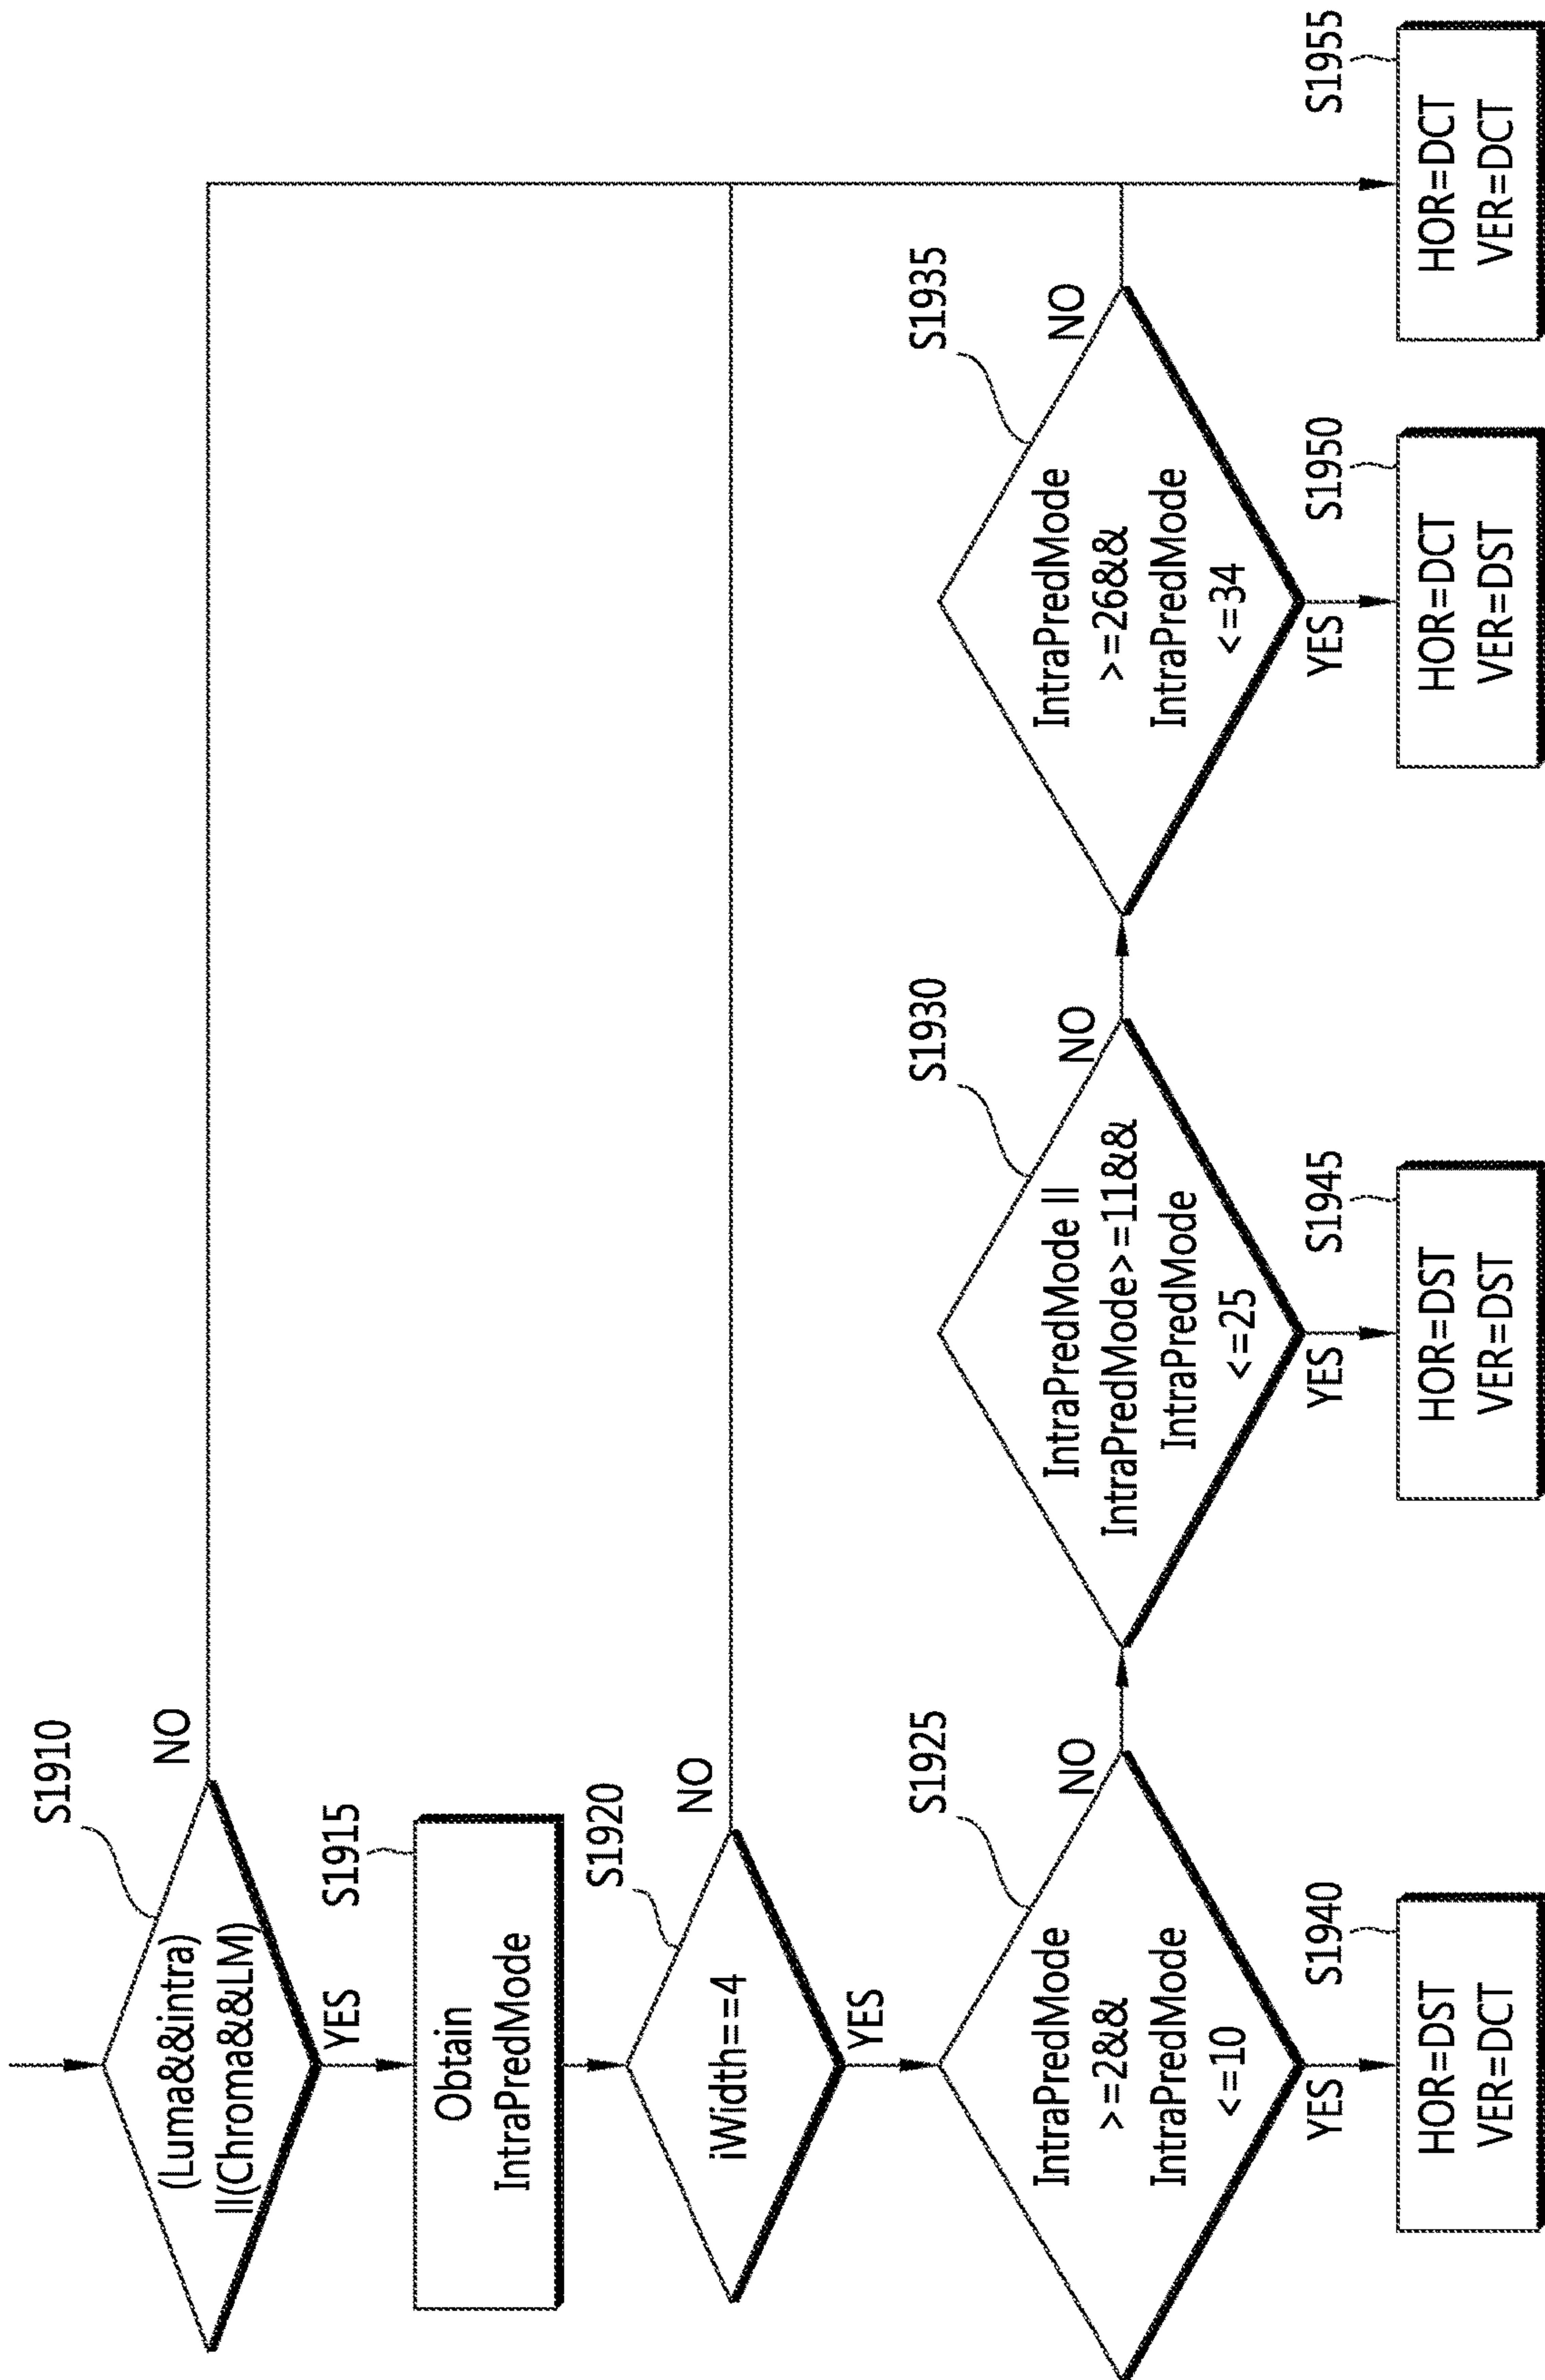 S1910
(Luma&&intra)
||(Chroma&&LM)
NO
YES
S1915
Obtain
IntraPredMode
S1920
iWidth==4
NO
YES
S1925
IntraPredMode
>=2&&
IntraPredMode
<=10
NO
YES
S1930
IntraPredMode ||
IntraPredMode>=11&&
IntraPredMode
<=25
NO
YES
S1935
IntraPredMode
>=26&&
IntraPredMode
<=34
NO
YES
S1940
HOR=DST
VER=DCT
S1945
HOR=DST
VER=DST
S1950
HOR=DCT
VER=DST
S1955
HOR=DCT
VER=DCT